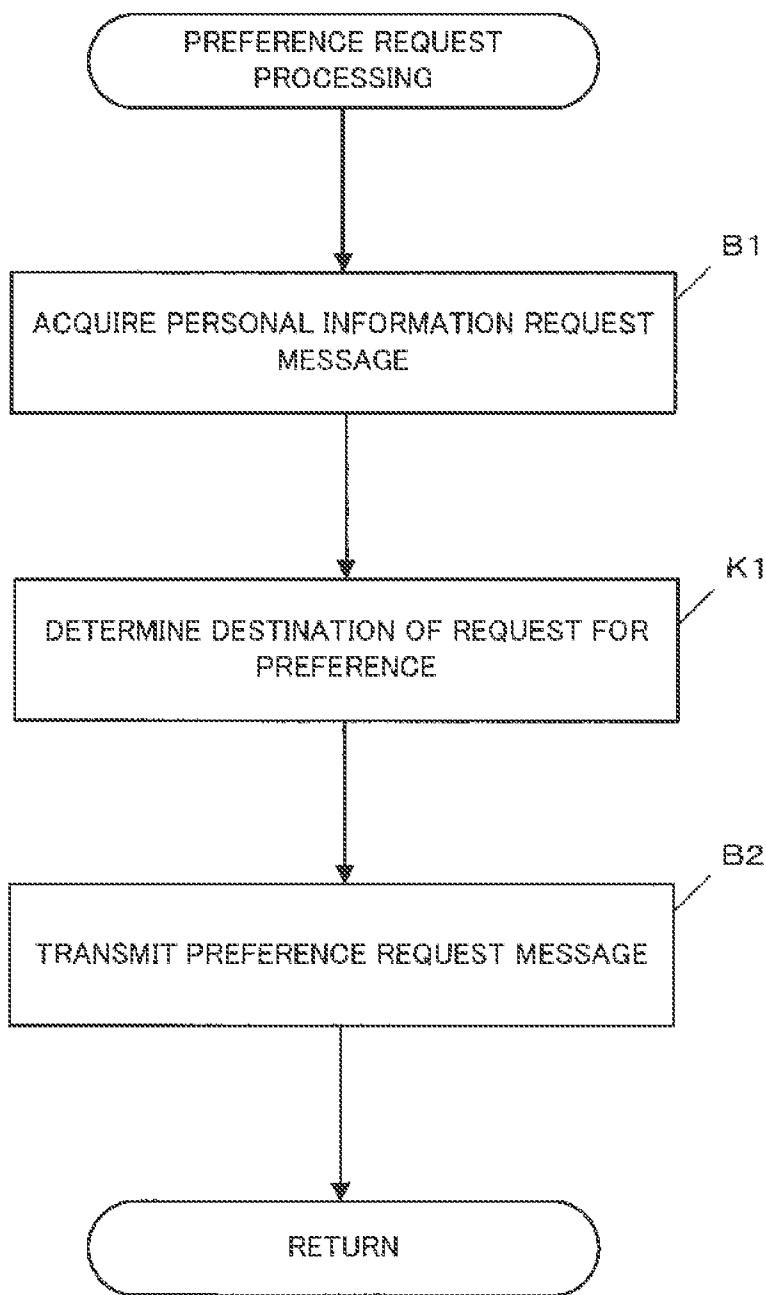 PREFERENCE REQUEST
PROCESSING
B1
ACQUIRE PERSONAL INFORMATION REQUEST
MESSAGE
K1
DETERMINE DESTINATION OF REQUEST FOR
PREFERENCE
B2
TRANSMIT PREFERENCE REQUEST MESSAGE
RETURN